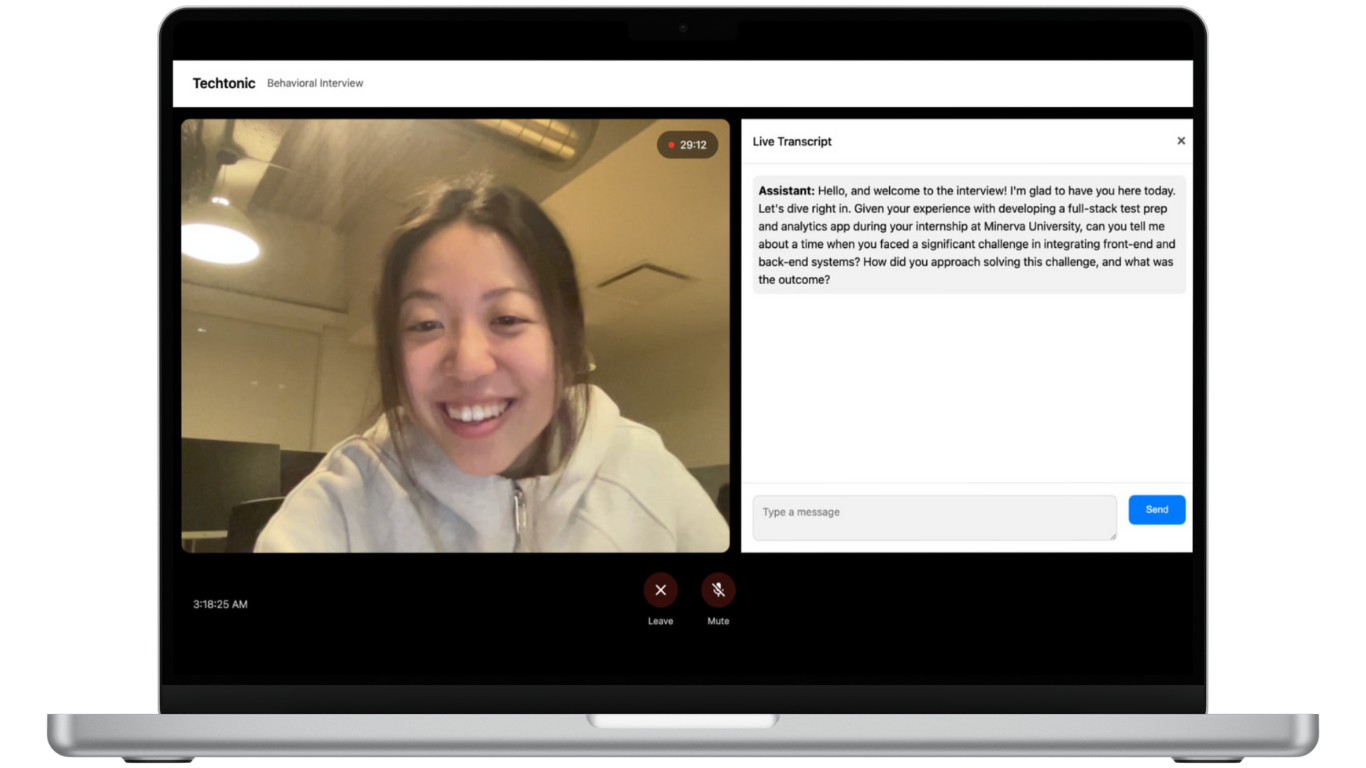 Techtonic Behavioral Interview
29:12
Live Transcript
Assistant: Hello, and welcome to the interview! I'm glad to have you here today.
Let's dive right in. Given your experience with developing a full-stack test prep
and analytics app during your internship at Minerva University, can you tell me
about a time when you faced a significant challenge in integrating front-end and
back-end systems? How did you approach solving this challenge, and what was
the outcome?
Type a message
Send
3:18:25 AM
Leave
Mute